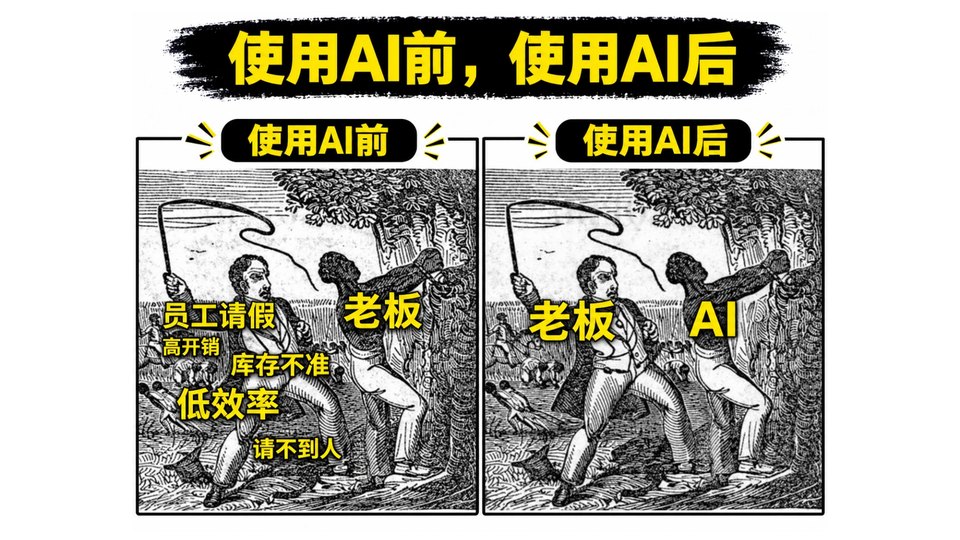 使用AI前，使用AI后
使用AI前
员工请假
老板
高开销
库存不准
低效率
请不到人
使用AI后
老板
AI